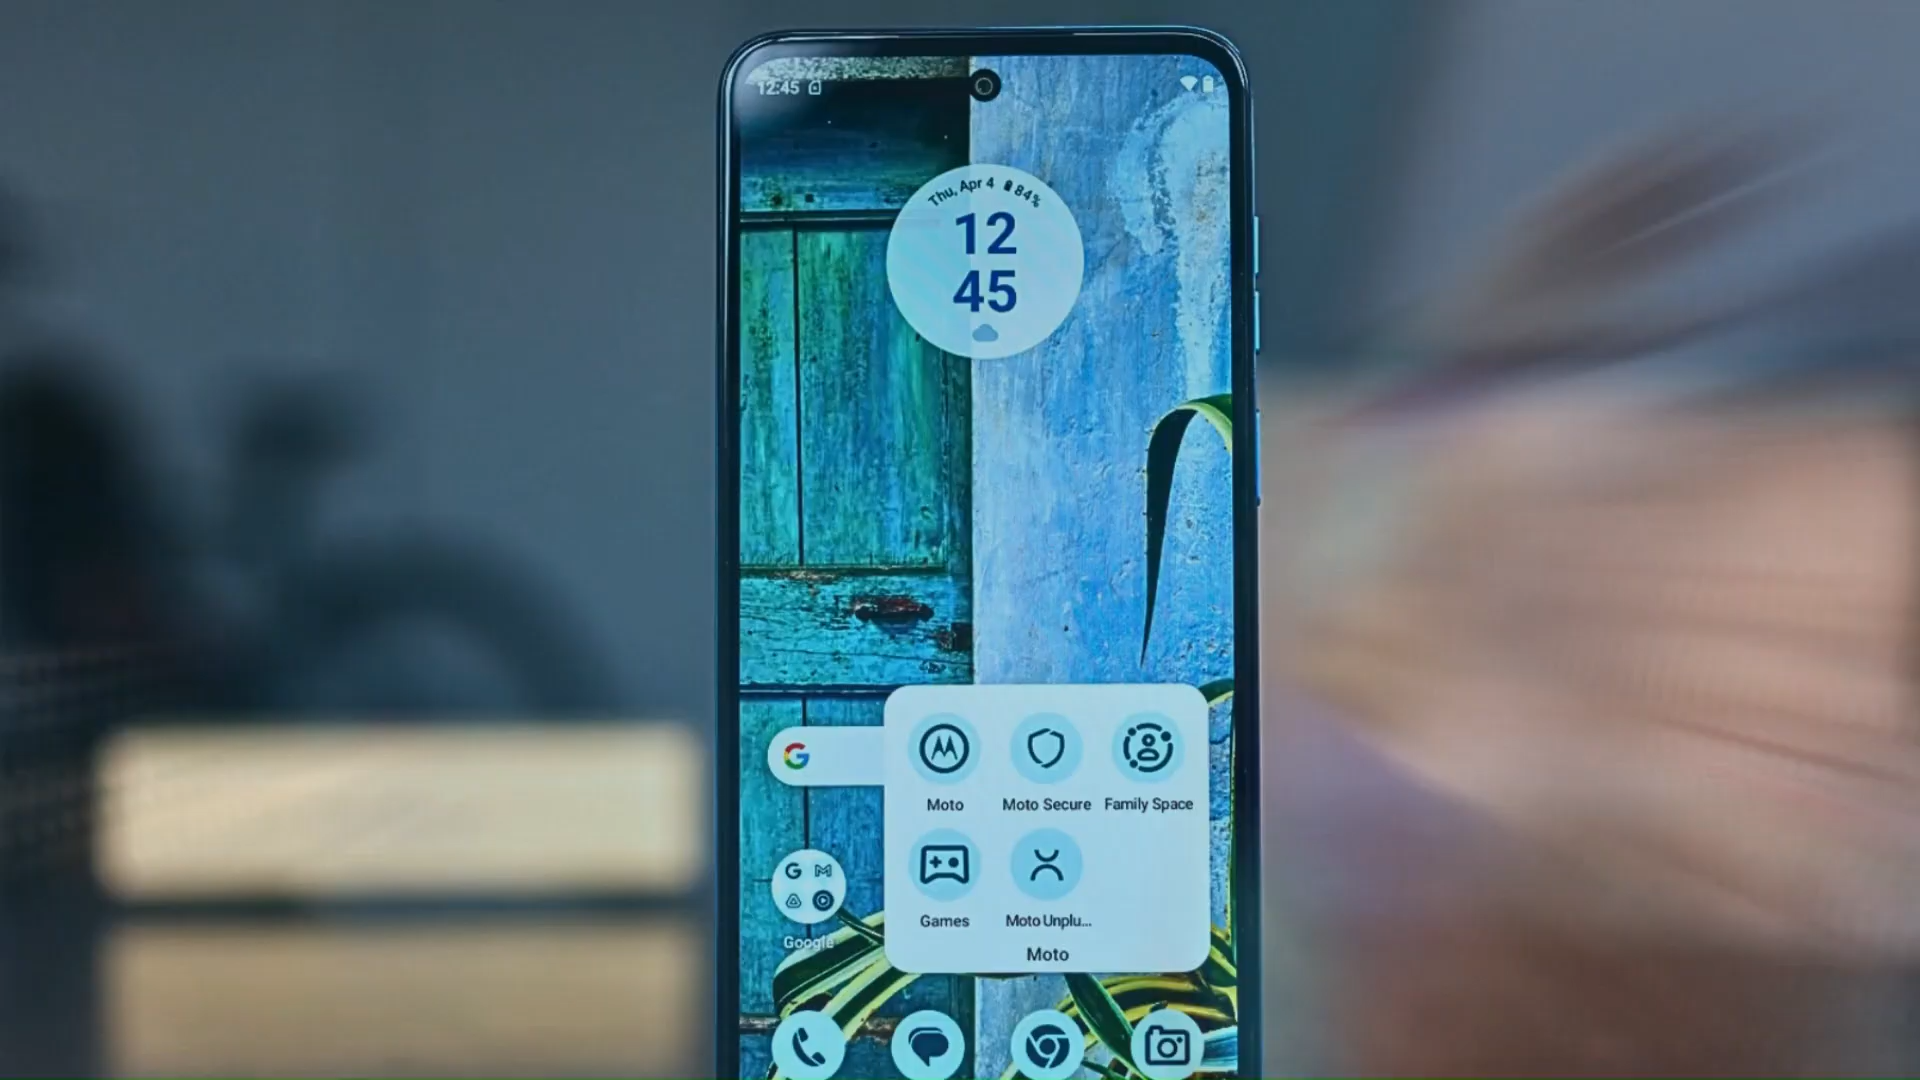 12:45
Thu, Apr 4 84%
12
45
Moto
Moto Secure
Family Space
Games
Moto Unplu...
Google
Moto